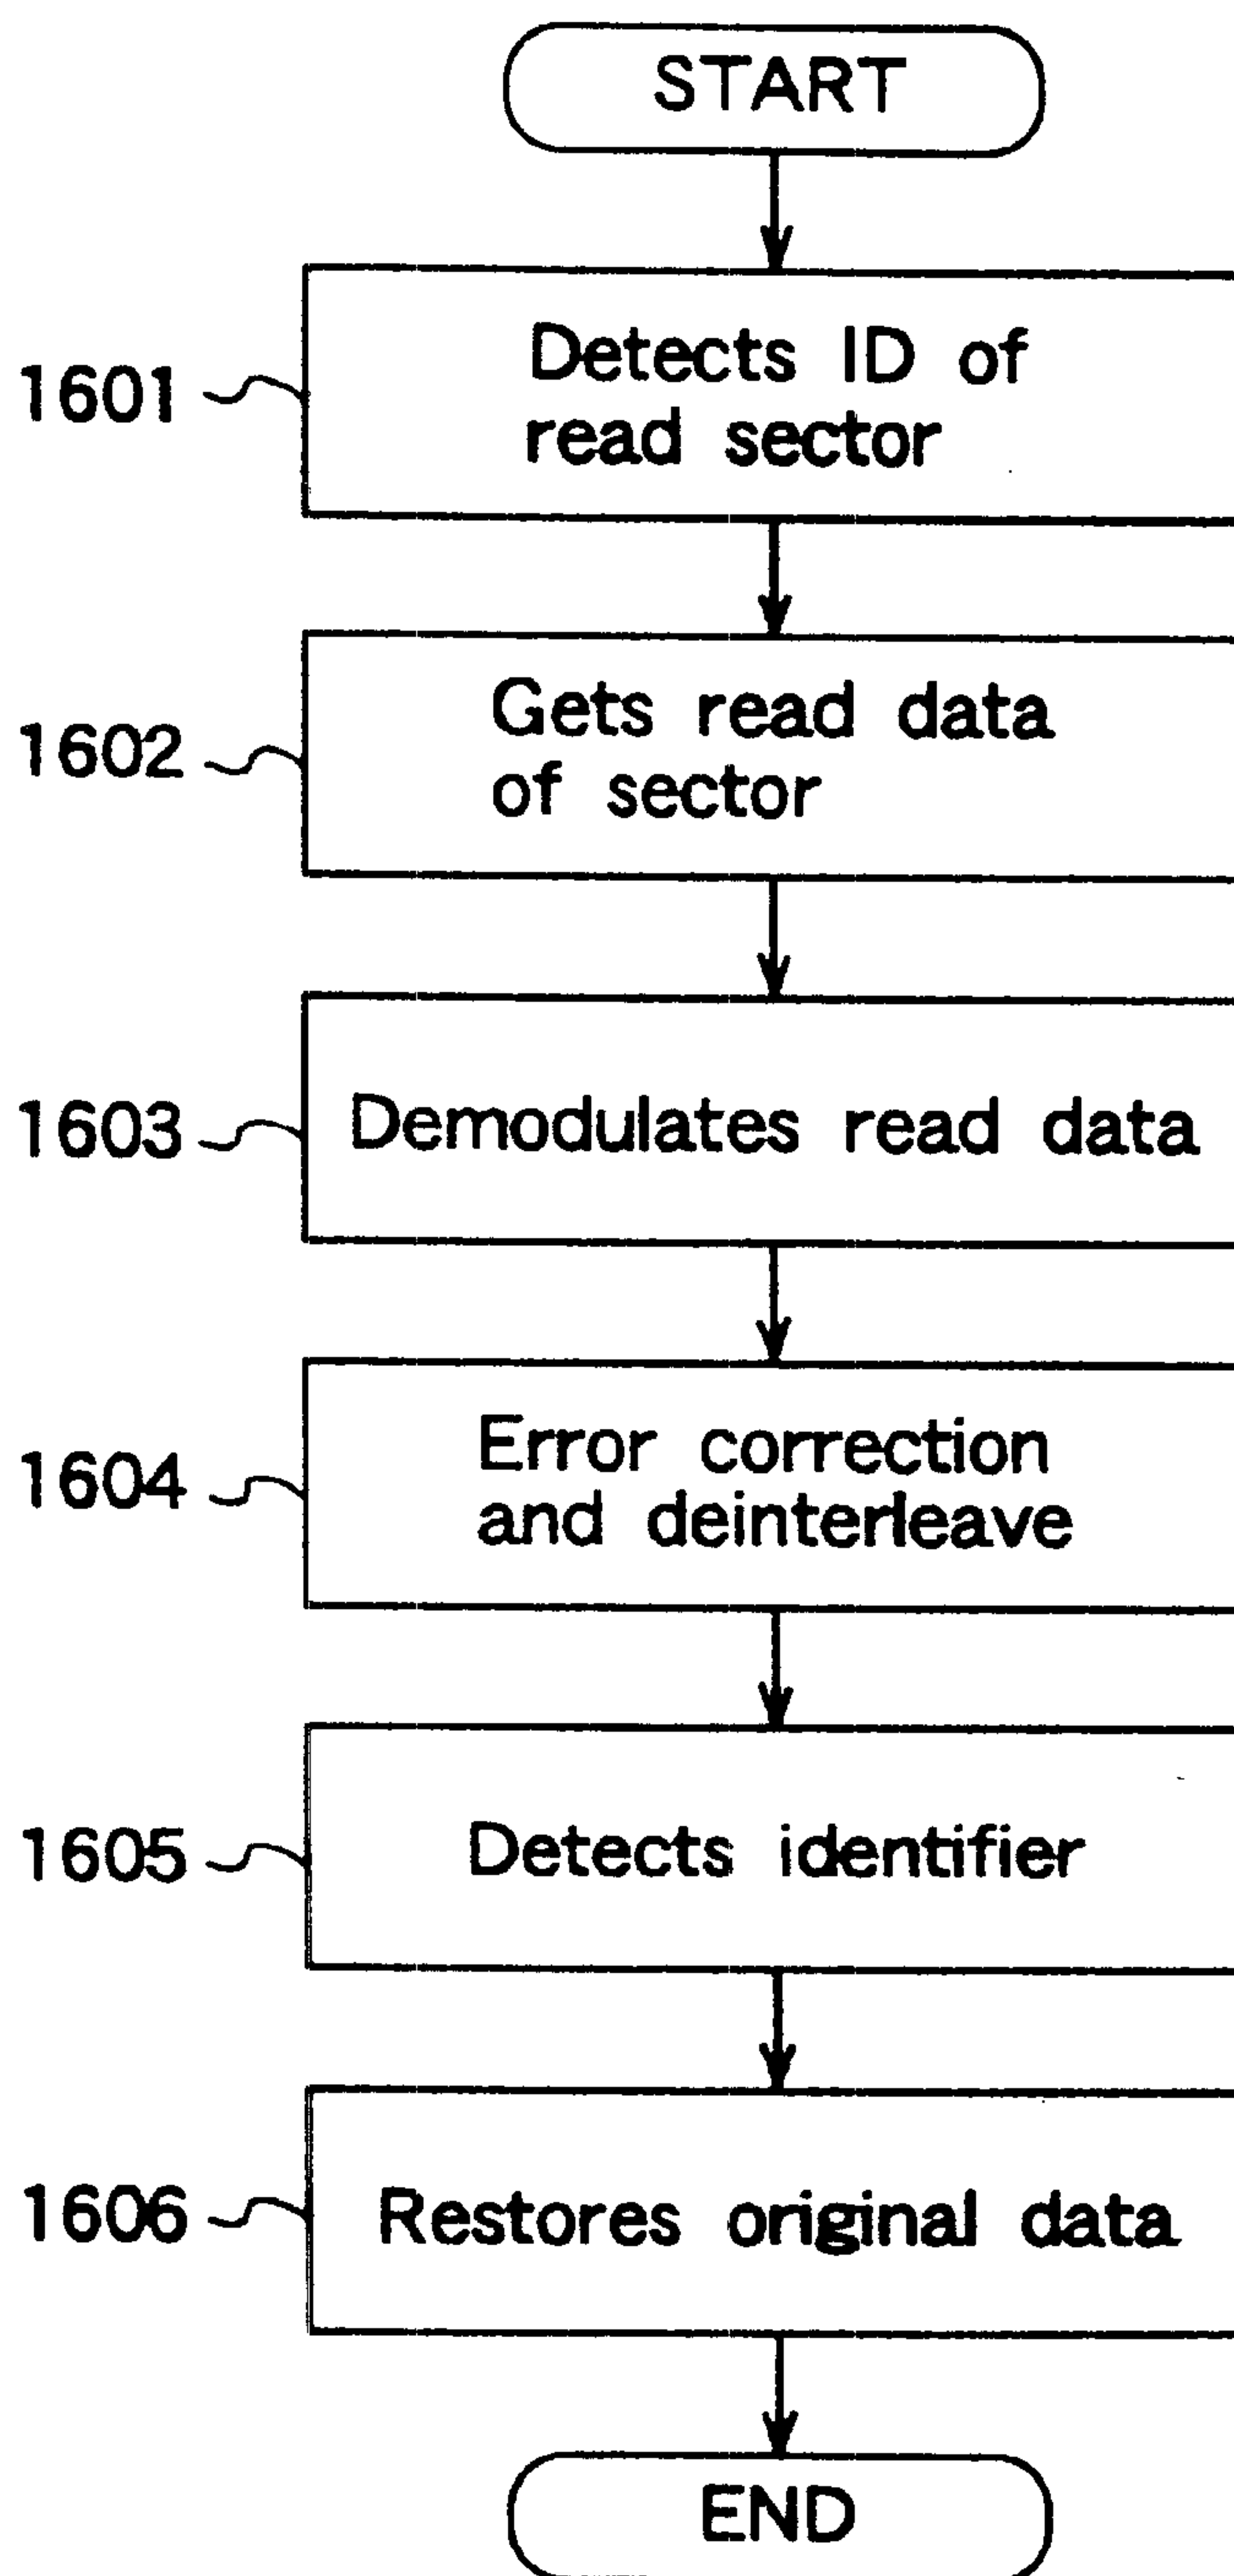 START
1601
Detects ID of
read sector
1602
Gets read data
of sector
1603
Demodulates read data
1604
Error correction
and deinterleave
1605
Detects identifier
1606
Restores original data
END